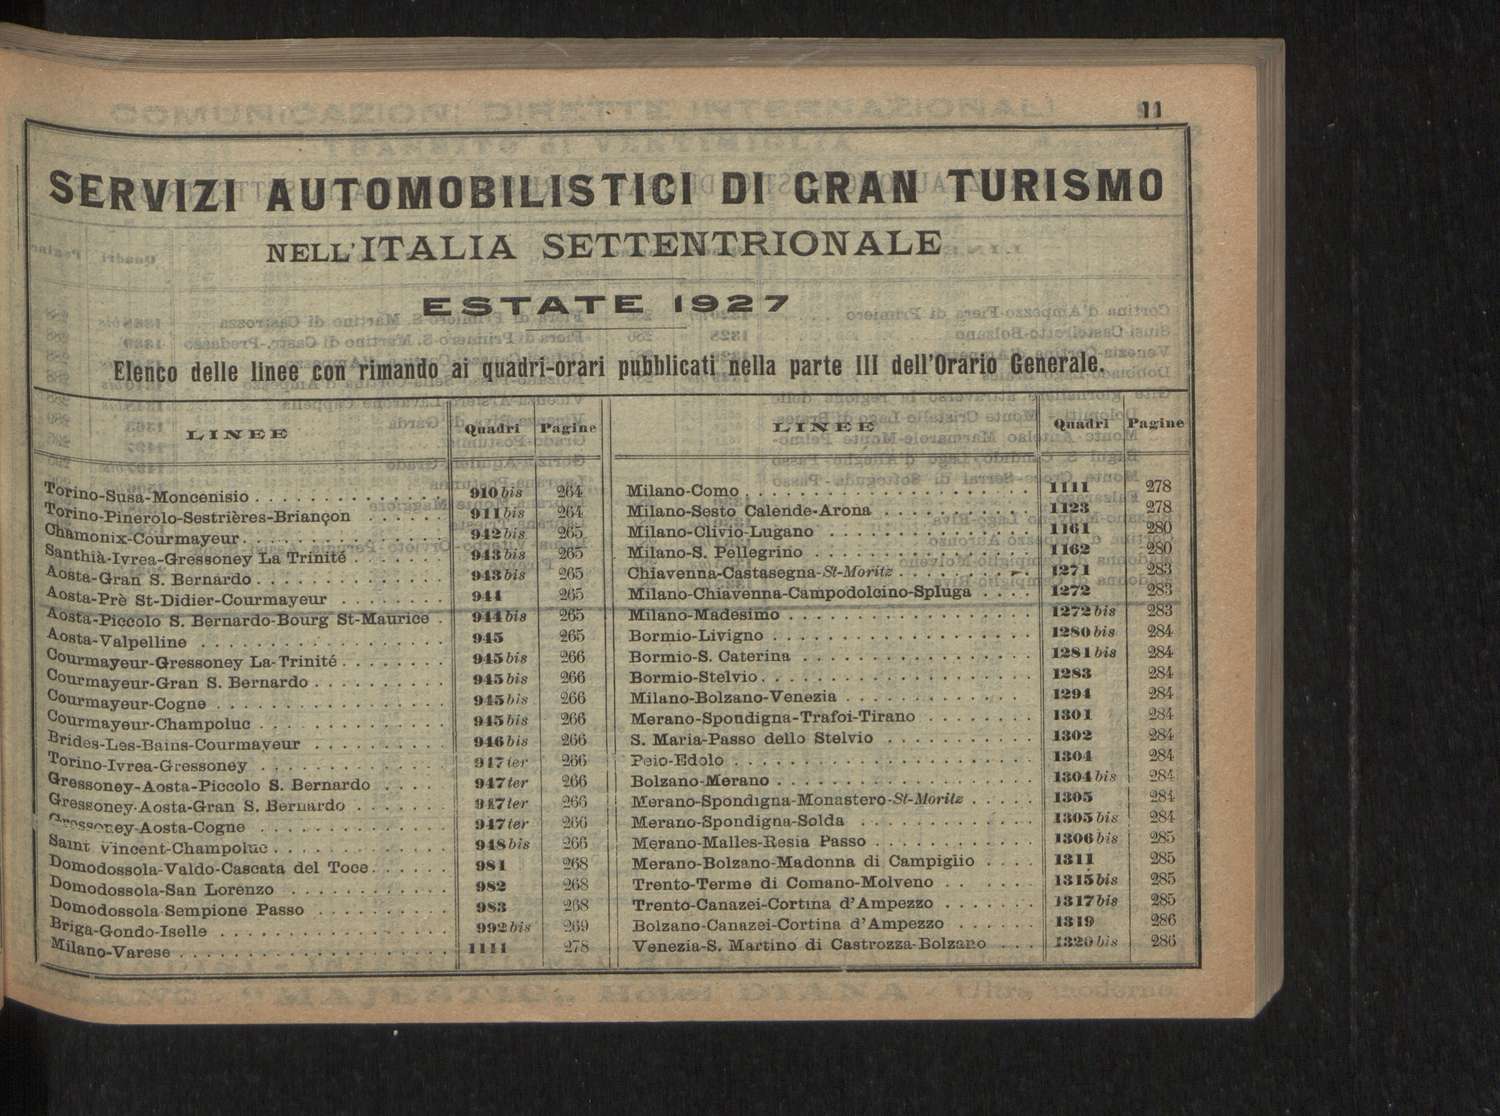 11
SERVIZI AUTOMOBILISTICI DI GRAN TURISMO
NELL'ITALIA SETTENTRIONALE
ESTATE 1927
Elenco delle linee con rimando ai quadri-orari pubblicati nella parte III dell'Orario Generale.
LINEE Quadri Pagine
Torino-Susa-Moncenisio 910 bis 264
Torino-Pinerolo-Sestrières-Briançon 911 bis 264
Chamonix-Courmayeur 942 bis 265
Santhià-Ivrea-Gressoney La Trinité 943 bis 265
Aosta-Gran S. Bernardo 943 bis 265
Aosta-Prè St-Didier-Courmayeur 944 265
Aosta-Piccolo S. Bernardo-Bourg St-Maurice 944 bis 265
Aosta-Valpelline 945 265
Courmayeur-Gressoney La-Trinité 945 bis 266
Courmayeur-Gran S. Bernardo 945 bis 266
Courmayeur-Cogne 945 bis 266
Courmayeur-Champoluc 945 bis 266
Brides-Les-Bains-Courmayeur 946 bis 266
Torino-Ivrea-Gressoney 947 ter 266
Gressoney-Aosta-Piccolo S. Bernardo 947 ter 266
Gressoney-Aosta-Gran S. Bernardo 947 ter 266
Gressoney-Aosta-Cogne 947 ter 266
Saint Vincent-Champoluc 948 bis 266
Domodossola-Valdo-Cascata del Toce 981 268
Domodossola-San Lorenzo 982 268
Domodossola Sempione Passo 983 268
Briga-Gondo-Iselle 992 bis 269
Milano-Varese 1111 278
LINEE Quadri Pagine
Milano-Como 1111 278
Milano-Sesto Calende-Arona 1123 278
Milano-Clivio-Lugano 1161 280
Milano-S. Pellegrino 1162 280
Chiavenna-Castasegna-St-Moritz 1271 283
Milano-Chiavenna-Campodolcino-Spluga 1272 283
Milano-Madesimo 1272 bis 283
Bormio-Livigno 1280 bis 284
Bormio-S. Caterina 1281 bis 284
Bormio-Stelvio 1283 284
Milano-Bolzano-Venezia 1294 284
Merano-Spondigna-Trafoi-Tirano 1301 284
S. Maria-Passo dello Stelvio 1302 284
Peio-Edolo 1304 284
Bolzano-Merano 1304 bis 284
Merano-Spondigna-Monastero-St-Moritz 1305 284
Merano-Spondigna-Solda 1305 bis 284
Merano-Malles-Resia Passo 1306 bis 285
Merano-Bolzano-Madonna di Campiglio 1311 285
Trento-Terme di Comano-Molveno 1315 bis 285
Trento-Canazei-Cortina d'Ampezzo 1317 bis 285
Bolzano-Canazei-Cortina d'Ampezzo 1319 286
Venezia-S. Martino di Castrozza-Bolzano 1320 bis 286